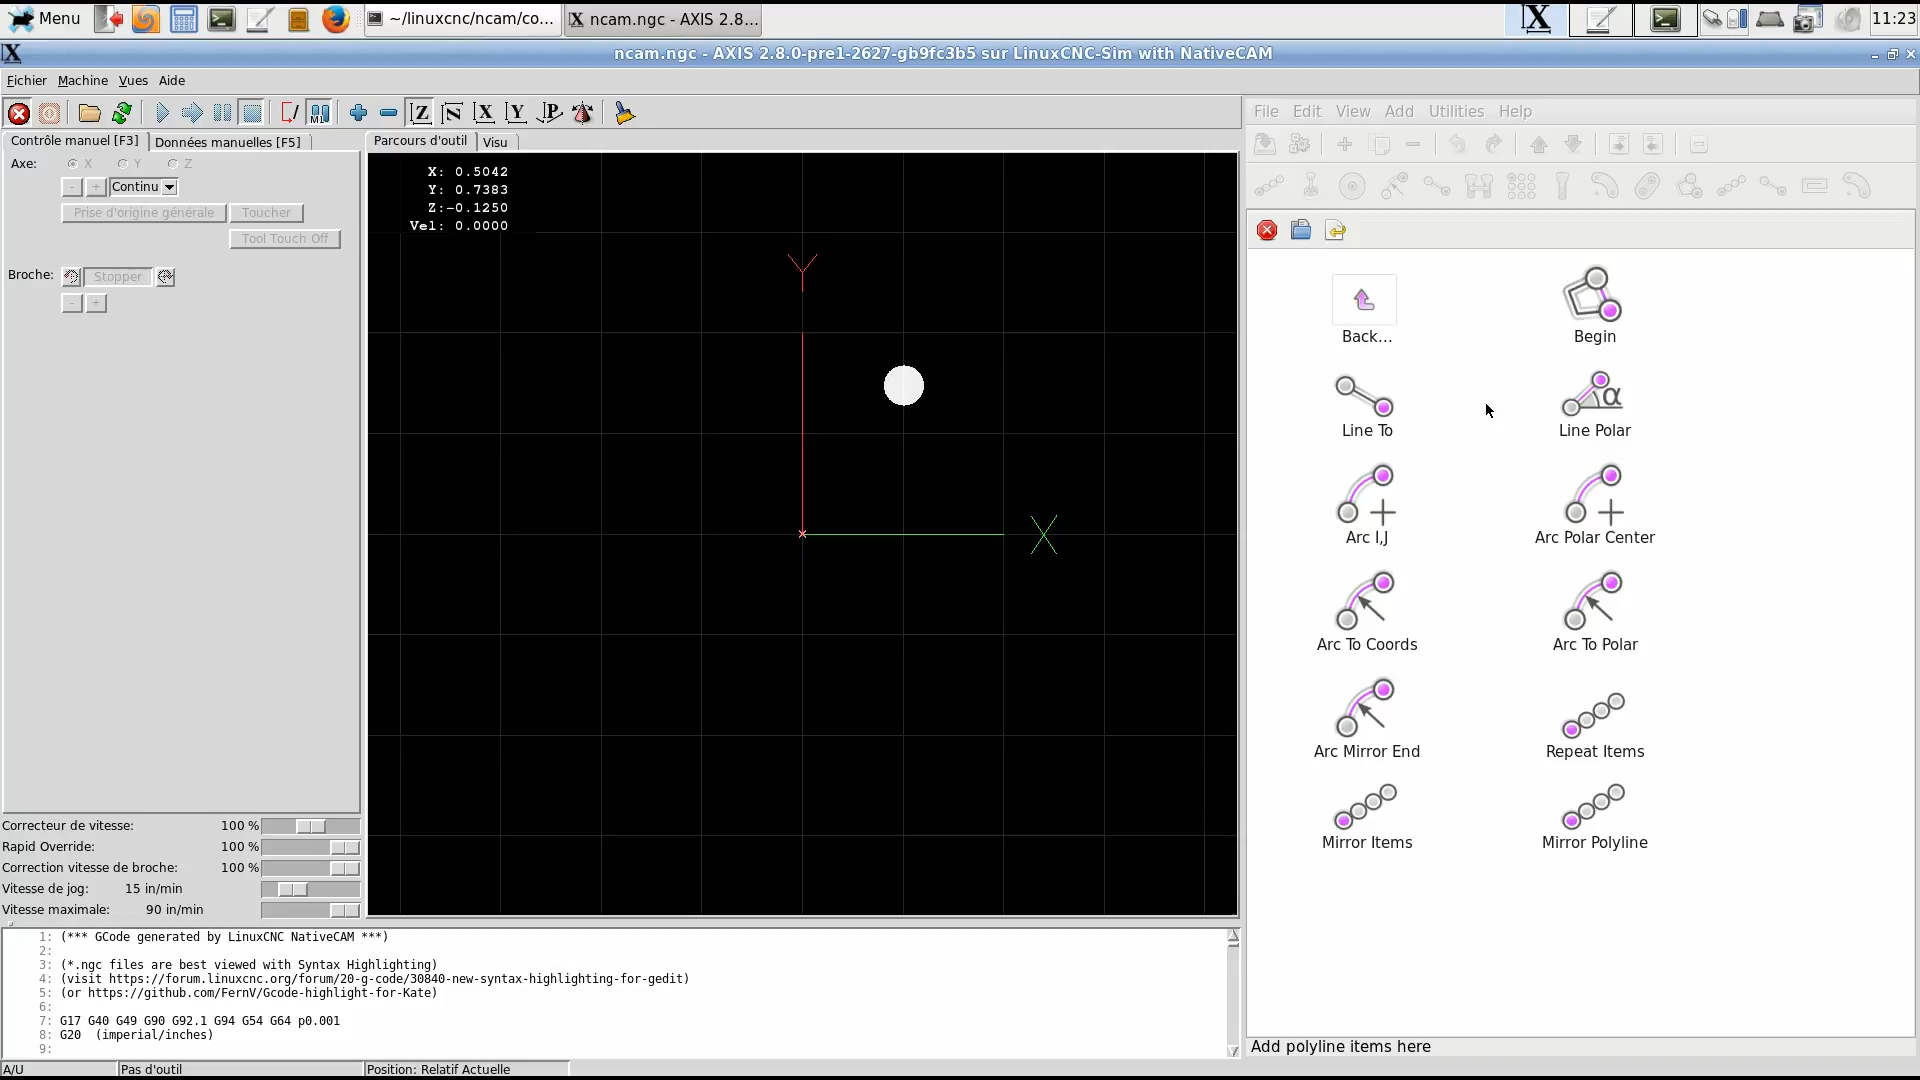 Menu
~/linuxcnc/ncam/co...
X ncam.ngc - AXIS 2.8...
11:23
ncam.ngc - AXIS 2.8.0-pre1-2627-gb9fc3b5 sur LinuxCNC-Sim with NativeCAM
Fichier Machine Vues Aide
File Edit View Add Utilities Help
Contrôle manuel [F3]
Données manuelles [F5]
Axe: X Y Z
- + Continu
Prise d'origine générale Toucher
Tool Touch Off
Broche: Stopper
- +
Parcours d'outil
Visu
X: 0.5042
Y: 0.7383
Z:-0.1250
Vel: 0.0000
Y
X
Back...
Begin
Line To
Line Polar
Arc I,J
Arc Polar Center
Arc To Coords
Arc To Polar
Arc Mirror End
Repeat Items
Mirror Items
Mirror Polyline
Correcteur de vitesse: 100 %
Rapid Override: 100 %
Correction vitesse de broche: 100 %
Vitesse de jog: 15 in/min
Vitesse maximale: 90 in/min
1: (*** GCode generated by LinuxCNC NativeCAM ***)
2:
3: (*.ngc files are best viewed with Syntax Highlighting)
4: (visit https://forum.linuxcnc.org/forum/20-g-code/30840-new-syntax-highlighting-for-gedit)
5: (or https://github.com/FernV/Gcode-highlight-for-Kate)
6:
7: G17 G40 G49 G90 G92.1 G94 G54 G64 p0.001
8: G20 (imperial/inches)
9:
Add polyline items here
A/U
Pas d'outil
Position: Relatif Actuelle